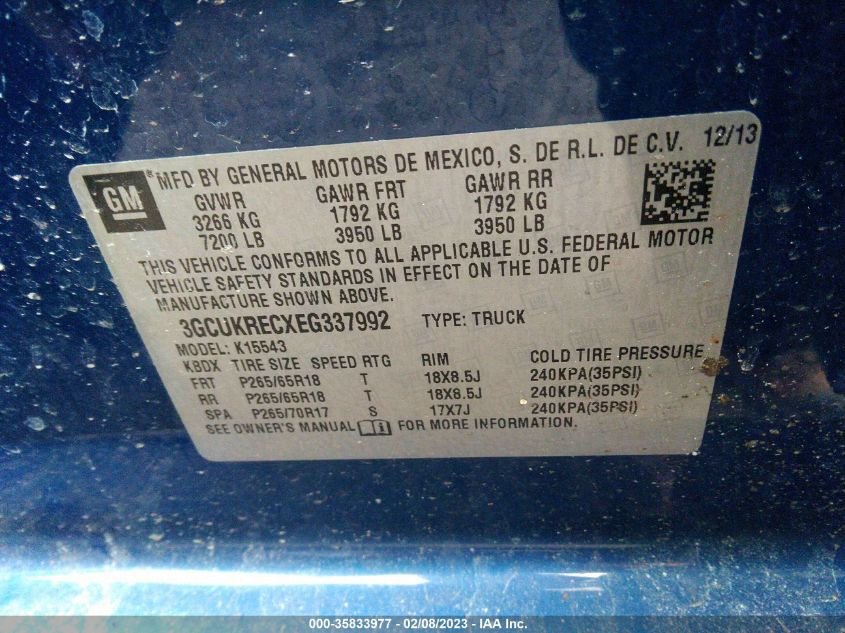 GM ® MFD BY GENERAL MOTORS DE MEXICO, S. DE R.L. DE C.V. 12/13
GVWR GAWR FRT GAWR RR
3266 KG 1792 KG 1792 KG
7200 LB 3950 LB 3950 LB
THIS VEHICLE CONFORMS TO ALL APPLICABLE U.S. FEDERAL MOTOR
VEHICLE SAFETY STANDARDS IN EFFECT ON THE DATE OF
MANUFACTURE SHOWN ABOVE.
3GCUKRECXEG337992 TYPE: TRUCK
MODEL: K15543
KBDX TIRE SIZE SPEED RTG RIM COLD TIRE PRESSURE
FRT P265/65R18 T 18X8.5J 240KPA(35PSI)
RR P265/65R18 T 18X8.5J 240KPA(35PSI)
SPA P265/70R17 S 17X7J 240KPA(35PSI)
SEE OWNER'S MANUAL FOR MORE INFORMATION.
000-35833977 - 02/08/2023 - IAA Inc.